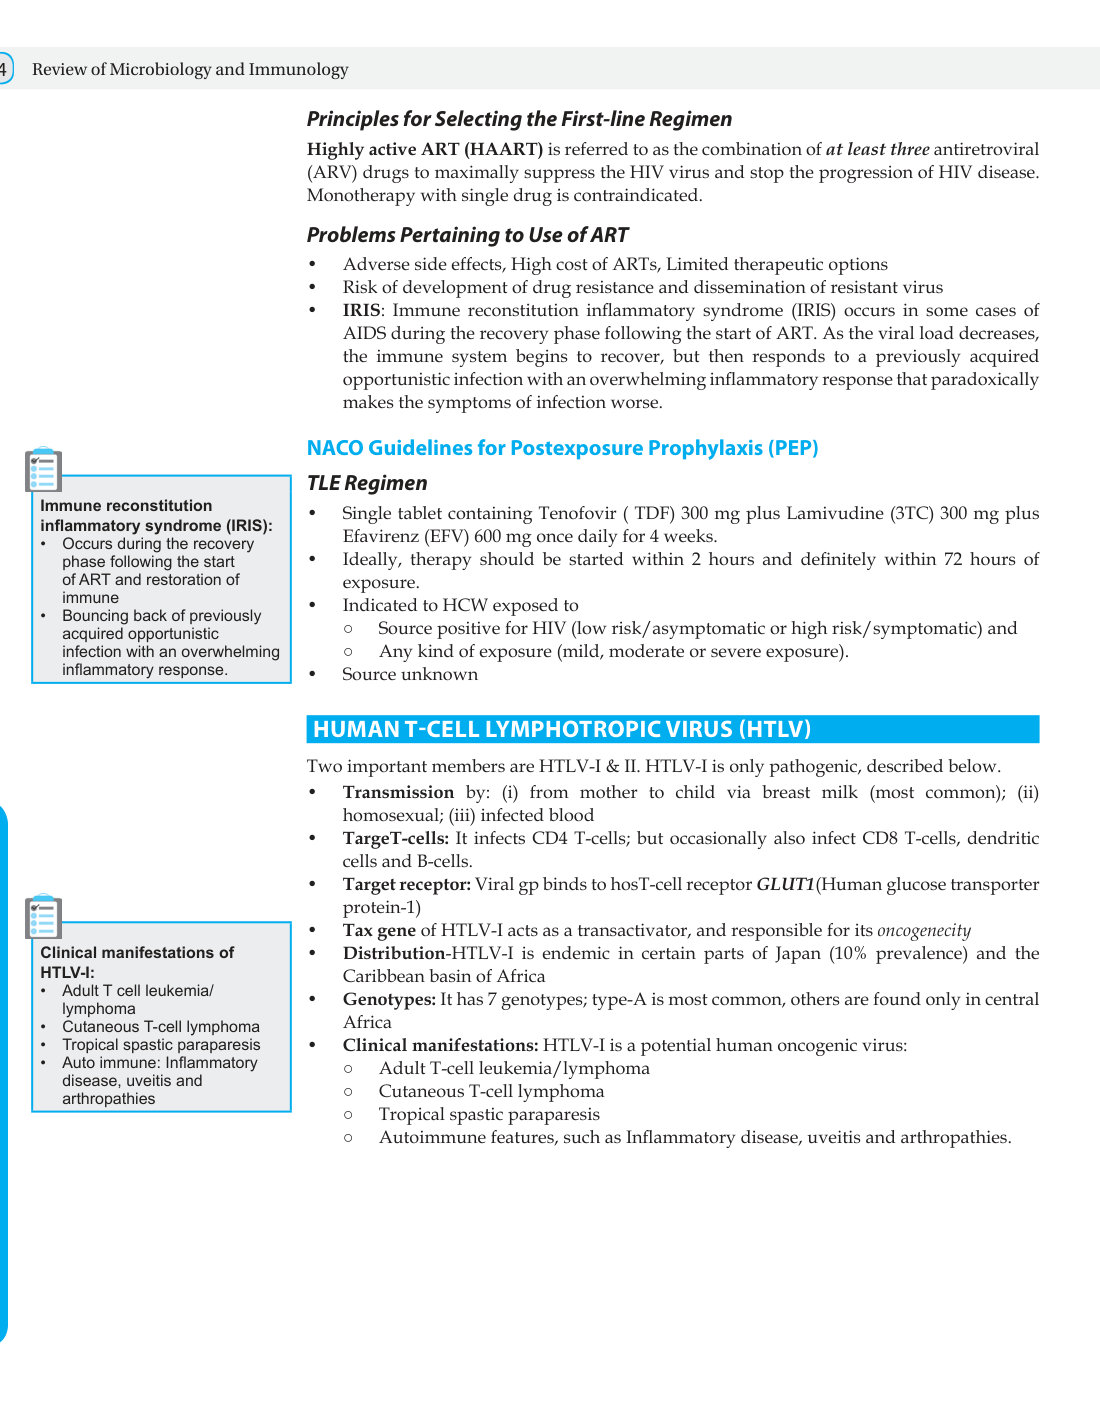 4 Review of Microbiology and Immunology
Principles for Selecting the First-line Regimen
Highly active ART (HAART) is referred to as the combination of at least three antiretroviral
(ARV) drugs to maximally suppress the HIV virus and stop the progression of HIV disease.
Monotherapy with single drug is contraindicated.
Problems Pertaining to Use of ART
• Adverse side effects, High cost of ARTs, Limited therapeutic options
• Risk of development of drug resistance and dissemination of resistant virus
• IRIS: Immune reconstitution inflammatory syndrome (IRIS) occurs in some cases of
AIDS during the recovery phase following the start of ART. As the viral load decreases,
the immune system begins to recover, but then responds to a previously acquired
opportunistic infection with an overwhelming inflammatory response that paradoxically
makes the symptoms of infection worse.
NACO Guidelines for Postexposure Prophylaxis (PEP)
TLE Regimen
• Single tablet containing Tenofovir ( TDF) 300 mg plus Lamivudine (3TC) 300 mg plus
Efavirenz (EFV) 600 mg once daily for 4 weeks.
• Ideally, therapy should be started within 2 hours and definitely within 72 hours of
exposure.
• Indicated to HCW exposed to
○ Source positive for HIV (low risk/asymptomatic or high risk/symptomatic) and
○ Any kind of exposure (mild, moderate or severe exposure).
• Source unknown
Immune reconstitution
inflammatory syndrome (IRIS):
• Occurs during the recovery
phase following the start
of ART and restoration of
immune
• Bouncing back of previously
acquired opportunistic
infection with an overwhelming
inflammatory response.
HUMAN T-CELL LYMPHOTROPIC VIRUS (HTLV)
Two important members are HTLV-I & II. HTLV-I is only pathogenic, described below.
• Transmission by: (i) from mother to child via breast milk (most common); (ii)
homosexual; (iii) infected blood
• TargeT-cells: It infects CD4 T-cells; but occasionally also infect CD8 T-cells, dendritic
cells and B-cells.
• Target receptor: Viral gp binds to hosT-cell receptor GLUT1(Human glucose transporter
protein-1)
• Tax gene of HTLV-I acts as a transactivator, and responsible for its oncogenecity
• Distribution-HTLV-I is endemic in certain parts of Japan (10% prevalence) and the
Caribbean basin of Africa
• Genotypes: It has 7 genotypes; type-A is most common, others are found only in central
Africa
• Clinical manifestations: HTLV-I is a potential human oncogenic virus:
○ Adult T-cell leukemia/lymphoma
○ Cutaneous T-cell lymphoma
○ Tropical spastic paraparesis
○ Autoimmune features, such as Inflammatory disease, uveitis and arthropathies.
Clinical manifestations of
HTLV-I:
• Adult T cell leukemia/
lymphoma
• Cutaneous T-cell lymphoma
• Tropical spastic paraparesis
• Auto immune: Inflammatory
disease, uveitis and
arthropathies